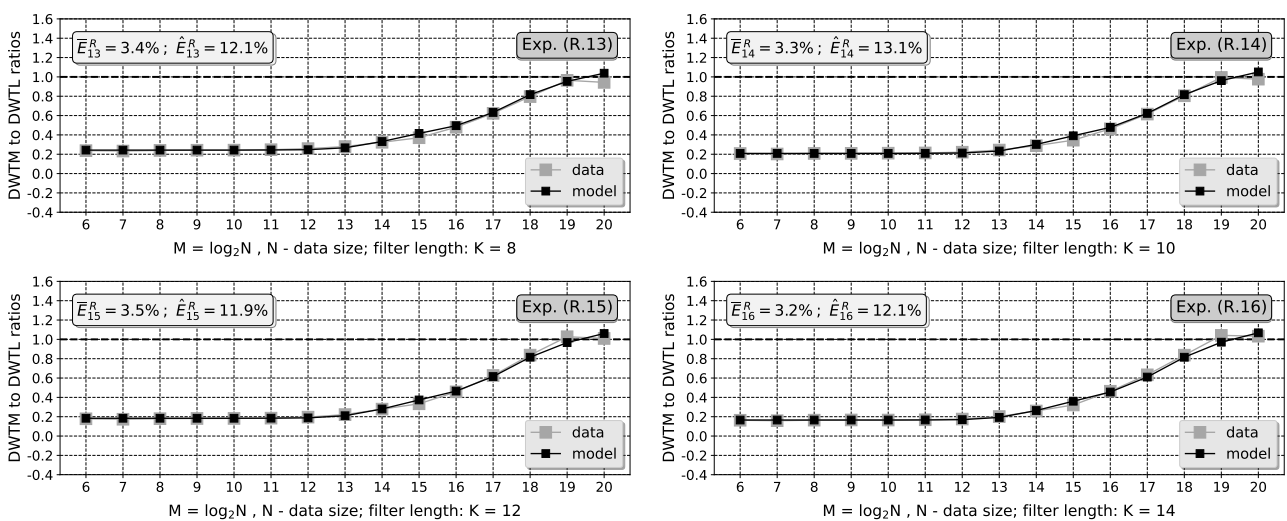 DWTM to DWTL ratios
1.6
1.4
1.2
1.0
0.8
0.6
0.4
0.2
0.0
-0.2
-0.4
E̅ᴿ₁₃ = 3.4% ; Êᴿ₁₃ = 12.1%
Exp. (R.13)
data
model
6 7 8 9 10 11 12 13 14 15 16 17 18 19 20
M = log₂N , N - data size; filter length: K = 8
DWTM to DWTL ratios
1.6
1.4
1.2
1.0
0.8
0.6
0.4
0.2
0.0
-0.2
-0.4
E̅ᴿ₁₄ = 3.3% ; Êᴿ₁₄ = 13.1%
Exp. (R.14)
data
model
6 7 8 9 10 11 12 13 14 15 16 17 18 19 20
M = log₂N , N - data size; filter length: K = 10
DWTM to DWTL ratios
1.6
1.4
1.2
1.0
0.8
0.6
0.4
0.2
0.0
-0.2
-0.4
E̅ᴿ₁₅ = 3.5% ; Êᴿ₁₅ = 11.9%
Exp. (R.15)
data
model
6 7 8 9 10 11 12 13 14 15 16 17 18 19 20
M = log₂N , N - data size; filter length: K = 12
DWTM to DWTL ratios
1.6
1.4
1.2
1.0
0.8
0.6
0.4
0.2
0.0
-0.2
-0.4
E̅ᴿ₁₆ = 3.2% ; Êᴿ₁₆ = 12.1%
Exp. (R.16)
data
model
6 7 8 9 10 11 12 13 14 15 16 17 18 19 20
M = log₂N , N - data size; filter length: K = 14